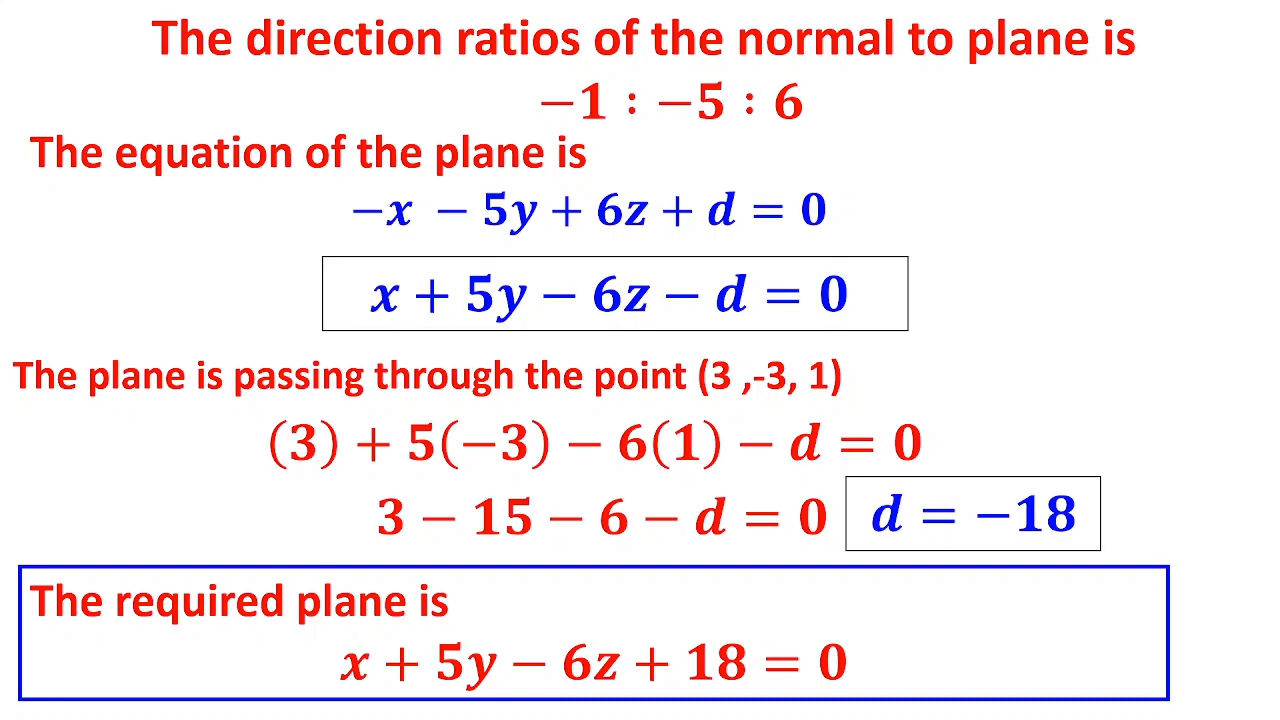 The direction ratios of the normal to plane is
−1 : −5 : 6
The equation of the plane is
−x − 5y + 6z + d = 0
x + 5y − 6z − d = 0
The plane is passing through the point (3 ,-3, 1)
(3) + 5(−3) − 6(1) − d = 0
3 − 15 − 6 − d = 0 d = −18
The required plane is
x + 5y − 6z + 18 = 0